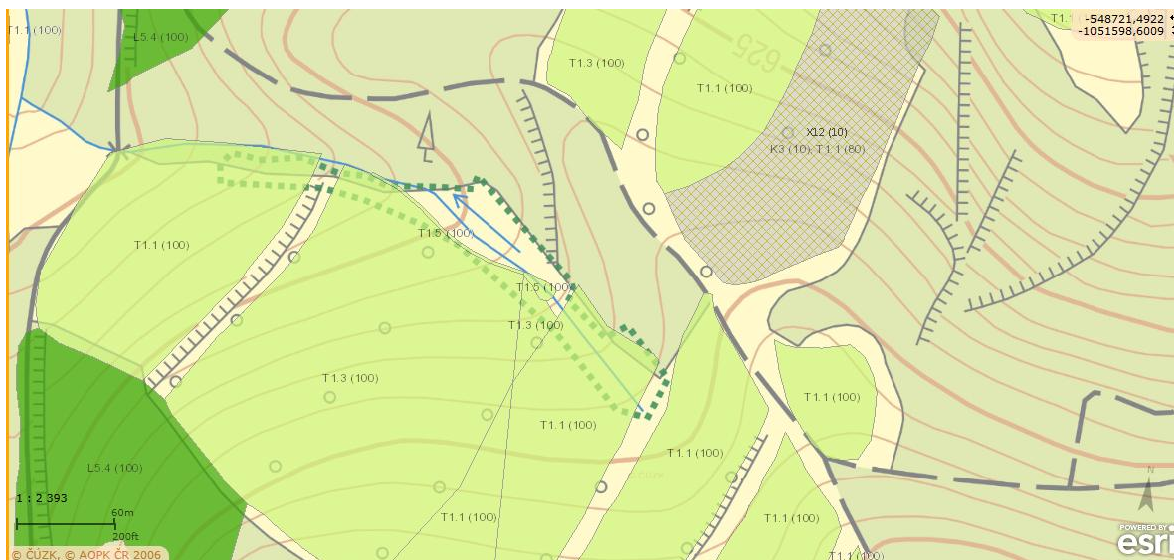 T1.1 (100)
L5.4 (100)
T1.3 (100)
T1.1 (100)
625
X12 (10)
K3 (10), T1.1 (80)
-548721,4922
-1051598,6009
T1.1 (100)
T1.5 (100)
T1.5 (100)
T1.3 (100)
T1.3 (100)
T1.1 (100)
T1.1 (100)
T1.1 (100)
L5.4 (100)
T1.1 (100)
T1.1 (100)
T1.1 (100)
1 : 2 393
60m
200ft
© ČÚZK, © AOPK ČR 2006
N
POWERED BY
esri